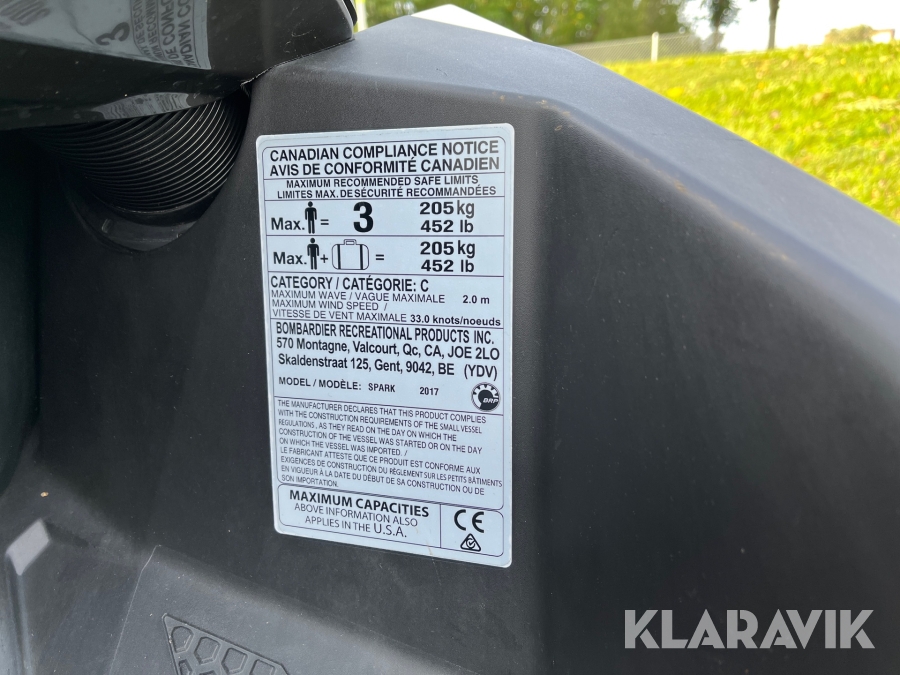 CANADIAN COMPLIANCE NOTICE
AVIS DE CONFORMITÉ CANADIEN
MAXIMUM RECOMMENDED SAFE LIMITS
LIMITES MAX. DE SÉCURITÉ RECOMMANDÉES
Max. = 3 205 kg
452 lb
Max. + = 205 kg
452 lb
CATEGORY / CATÉGORIE: C
MAXIMUM WAVE / VAGUE MAXIMALE 2.0 m
MAXIMUM WIND SPEED /
VITESSE DE VENT MAXIMALE 33.0 knots/noeuds
BOMBARDIER RECREATIONAL PRODUCTS INC.
570 Montagne, Valcourt, Qc, CA, JOE 2LO
Skaldenstraat 125, Gent, 9042, BE (YDV)
MODEL / MODÈLE: SPARK 2017
BRP
THE MANUFACTURER DECLARES THAT THIS PRODUCT COMPLIES
WITH THE CONSTRUCTION REQUIREMENTS OF THE SMALL VESSEL
REGULATIONS, AS THEY READ ON THE DAY ON WHICH THE
CONSTRUCTION OF THE VESSEL WAS STARTED OR ON THE DAY
ON WHICH THE VESSEL WAS IMPORTED. /
LE FABRICANT ATTESTE QUE CE PRODUIT EST CONFORME AUX
EXIGENCES DE CONSTRUCTION DU RÈGLEMENT SUR LES PETITS BÂTIMENTS
EN VIGUEUR À LA DATE DU DÉBUT DE SA CONSTRUCTION OU DE
SON IMPORTATION.
MAXIMUM CAPACITIES
ABOVE INFORMATION ALSO
APPLIES IN THE U.S.A.
CE
KLARAVIK